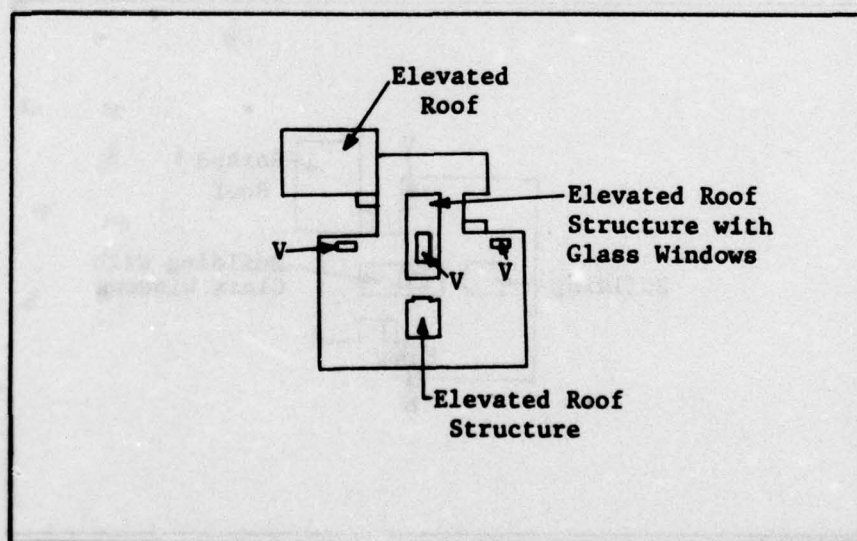 Elevated
Roof
Elevated Roof
Structure with
Glass Windows
V
V
V
Elevated Roof
Structure